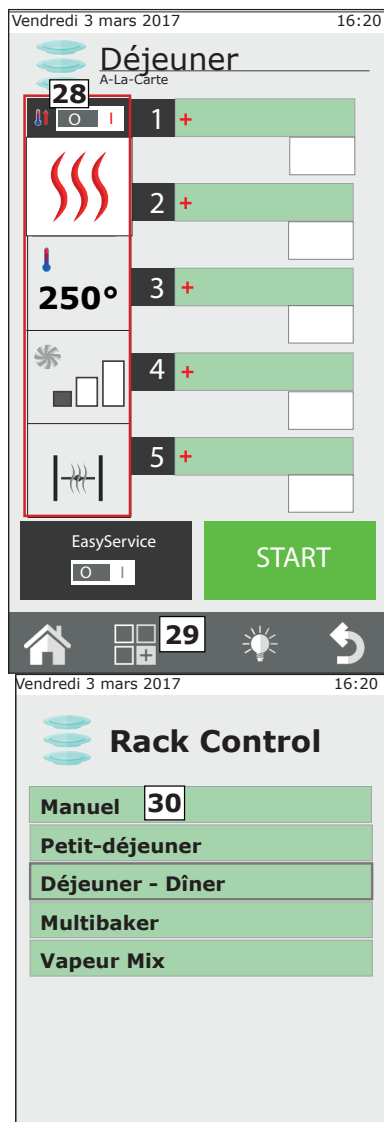 Vendredi 3 mars 2017 16:20
Déjeuner
A-La-Carte
28
O I 1 +
2 +
250° 3 +
4 +
5 +
EasyService
O I
START
29
+
Vendredi 3 mars 2017 16:20
Rack Control
Manuel 30
Petit-déjeuner
Déjeuner - Dîner
Multibaker
Vapeur Mix